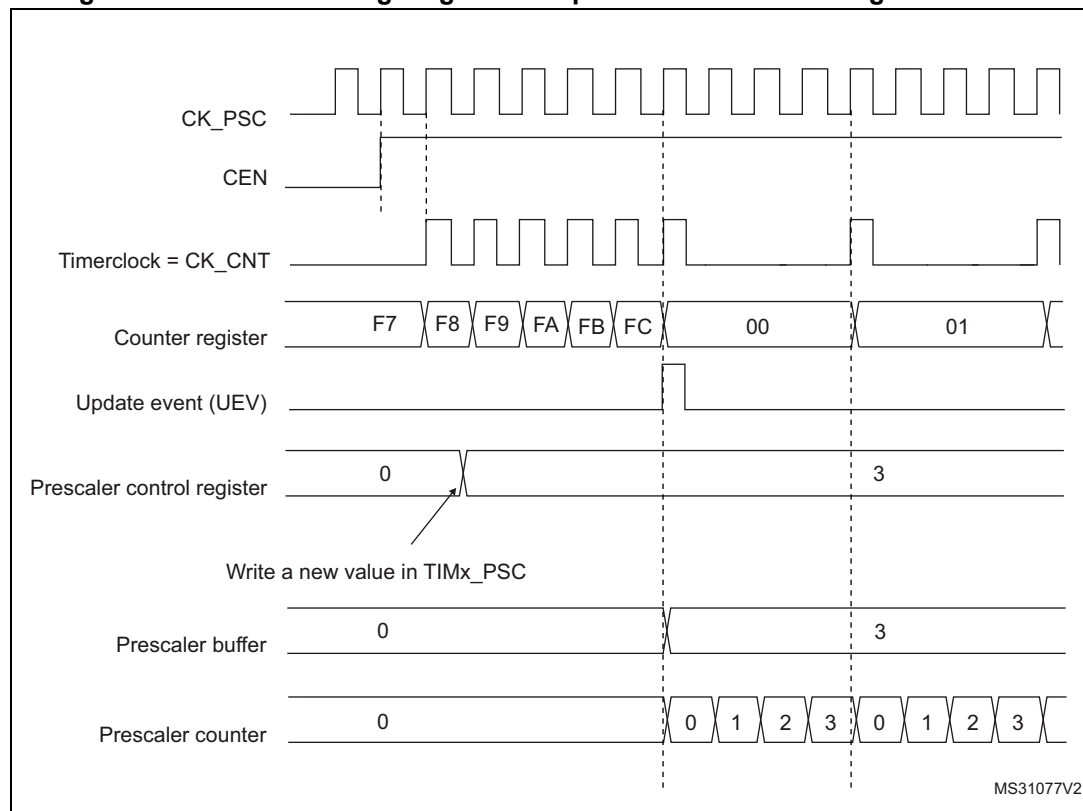 CK_PSC
CEN
Timerclock = CK_CNT
Counter register
F7 F8 F9 FA FB FC 00 01
Update event (UEV)
Prescaler control register
0 3
Write a new value in TIMx_PSC
Prescaler buffer
0 3
Prescaler counter
0 0 1 2 3 0 1 2 3
MS31077V2